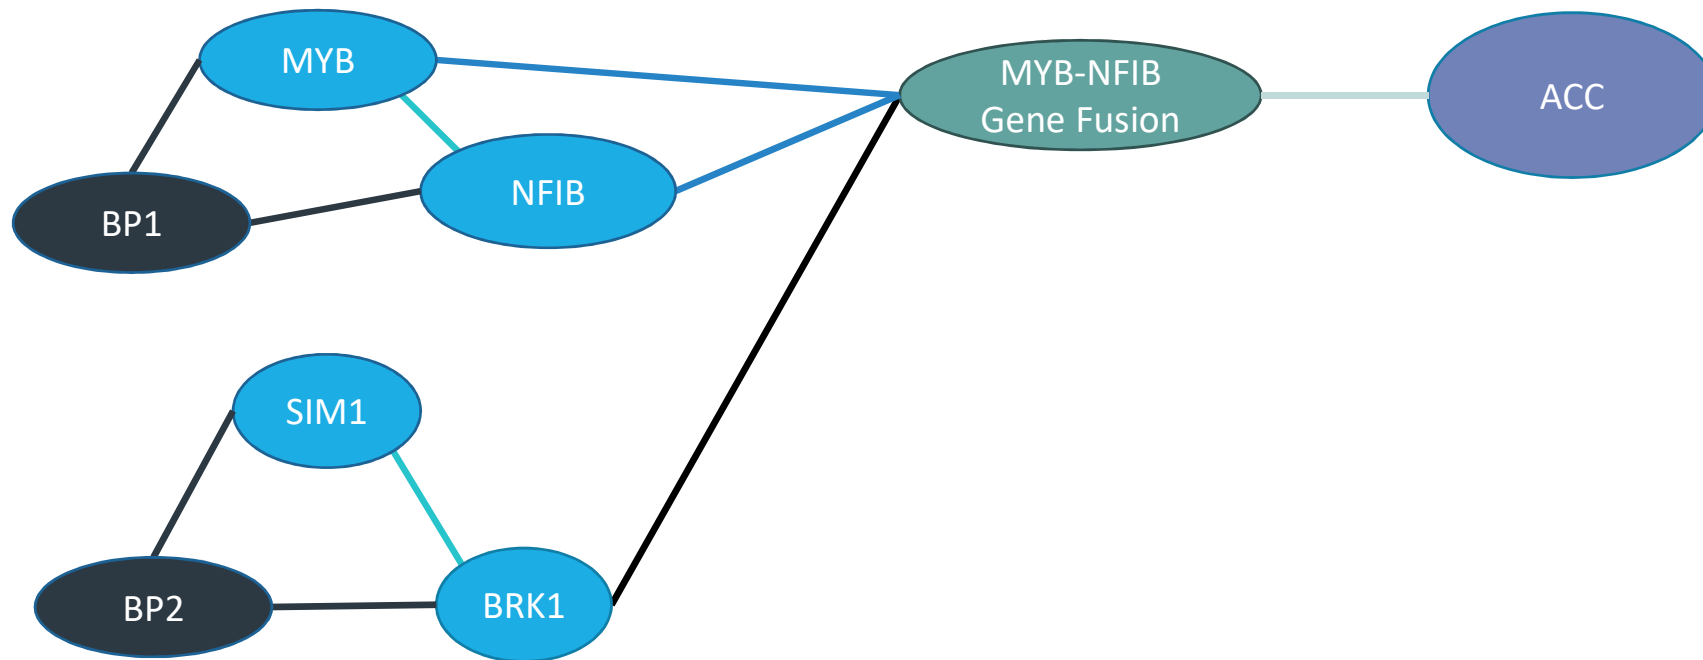 MYB
MYB-NFIB
Gene Fusion
ACC
NFIB
BP1
SIM1
BP2
BRK1